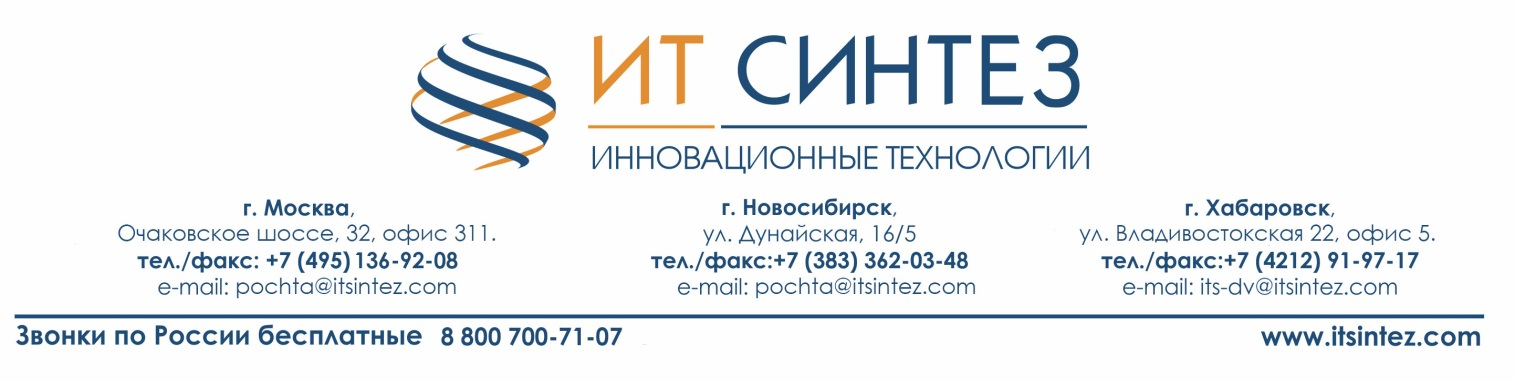 ИТ СИНТЕЗ
ИННОВАЦИОННЫЕ ТЕХНОЛОГИИ
г. Москва,
Очаковское шоссе, 32, офис 311.
тел./факс: +7 (495) 136-92-08
e-mail: pochta@itsintez.com
г. Новосибирск,
ул. Дунайская, 16/5
тел./факс:+7 (383) 362-03-48
e-mail: pochta@itsintez.com
г. Хабаровск,
ул. Владивостокская 22, офис 5.
тел./факс:+7 (4212) 91-97-17
e-mail: its-dv@itsintez.com
Звонки по России бесплатные 8 800 700-71-07
www.itsintez.com